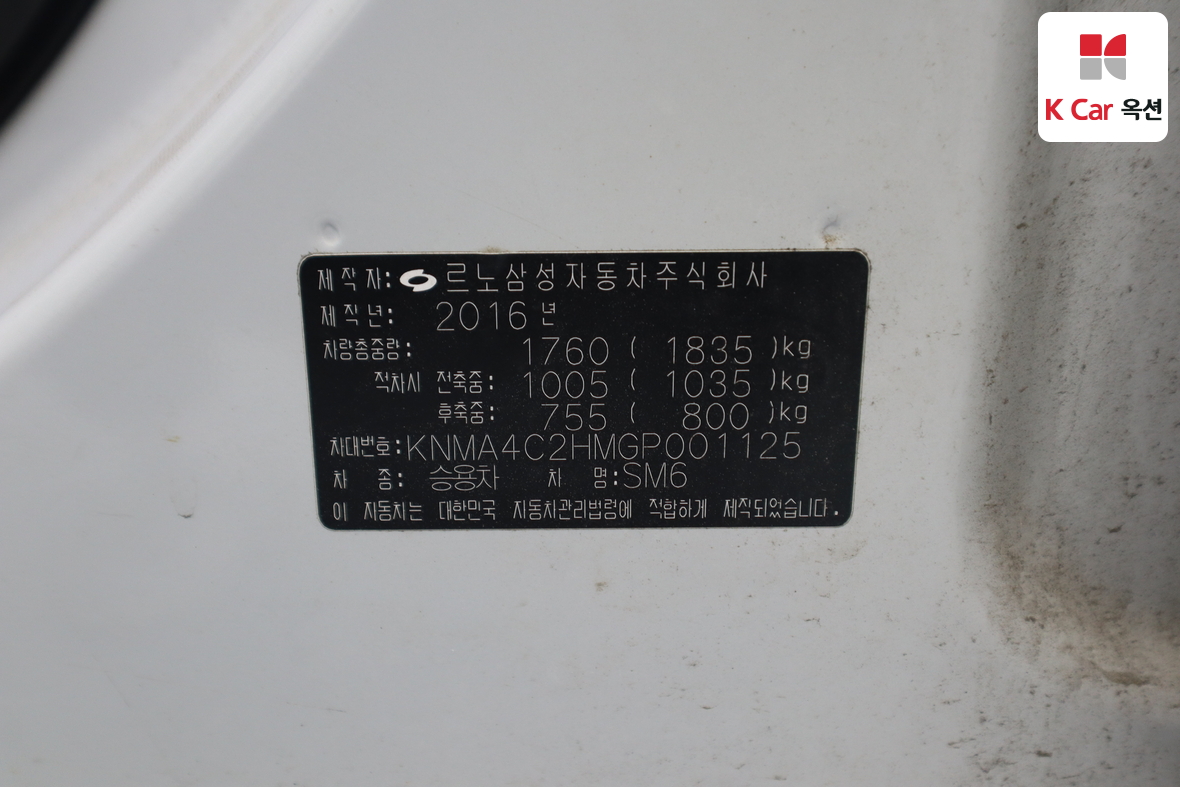 K Car 옥션
제 작 자: 르노삼성자동차주식회사
제 작 년: 2016년
차량총중량: 1760 ( 1835 )kg
적차시 전축중: 1005 ( 1035 )kg
후축중: 755 ( 800 )kg
차대번호:KNMA4C2HMGP001125
차 종: 승용차 차 명:SM6
이 자동차는 대한민국 자동차관리법령에 적합하게 제작되었습니다.